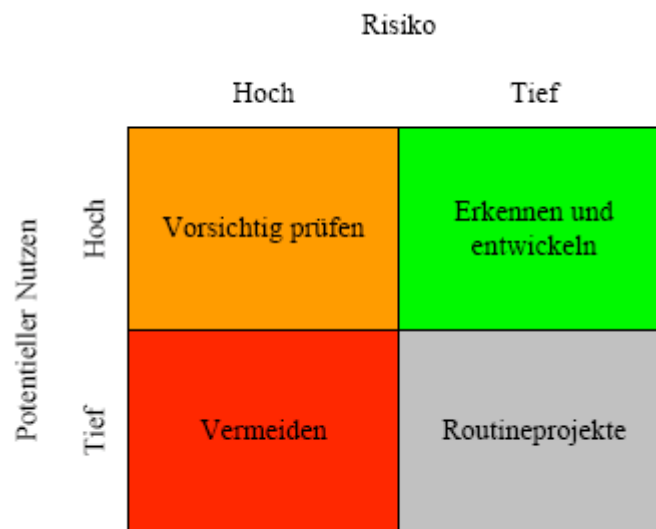 Risiko
Hoch
Tief
Potentieller Nutzen
Hoch
Vorsichtig prüfen
Erkennen und
entwickeln
Tief
Vermeiden
Routineprojekte